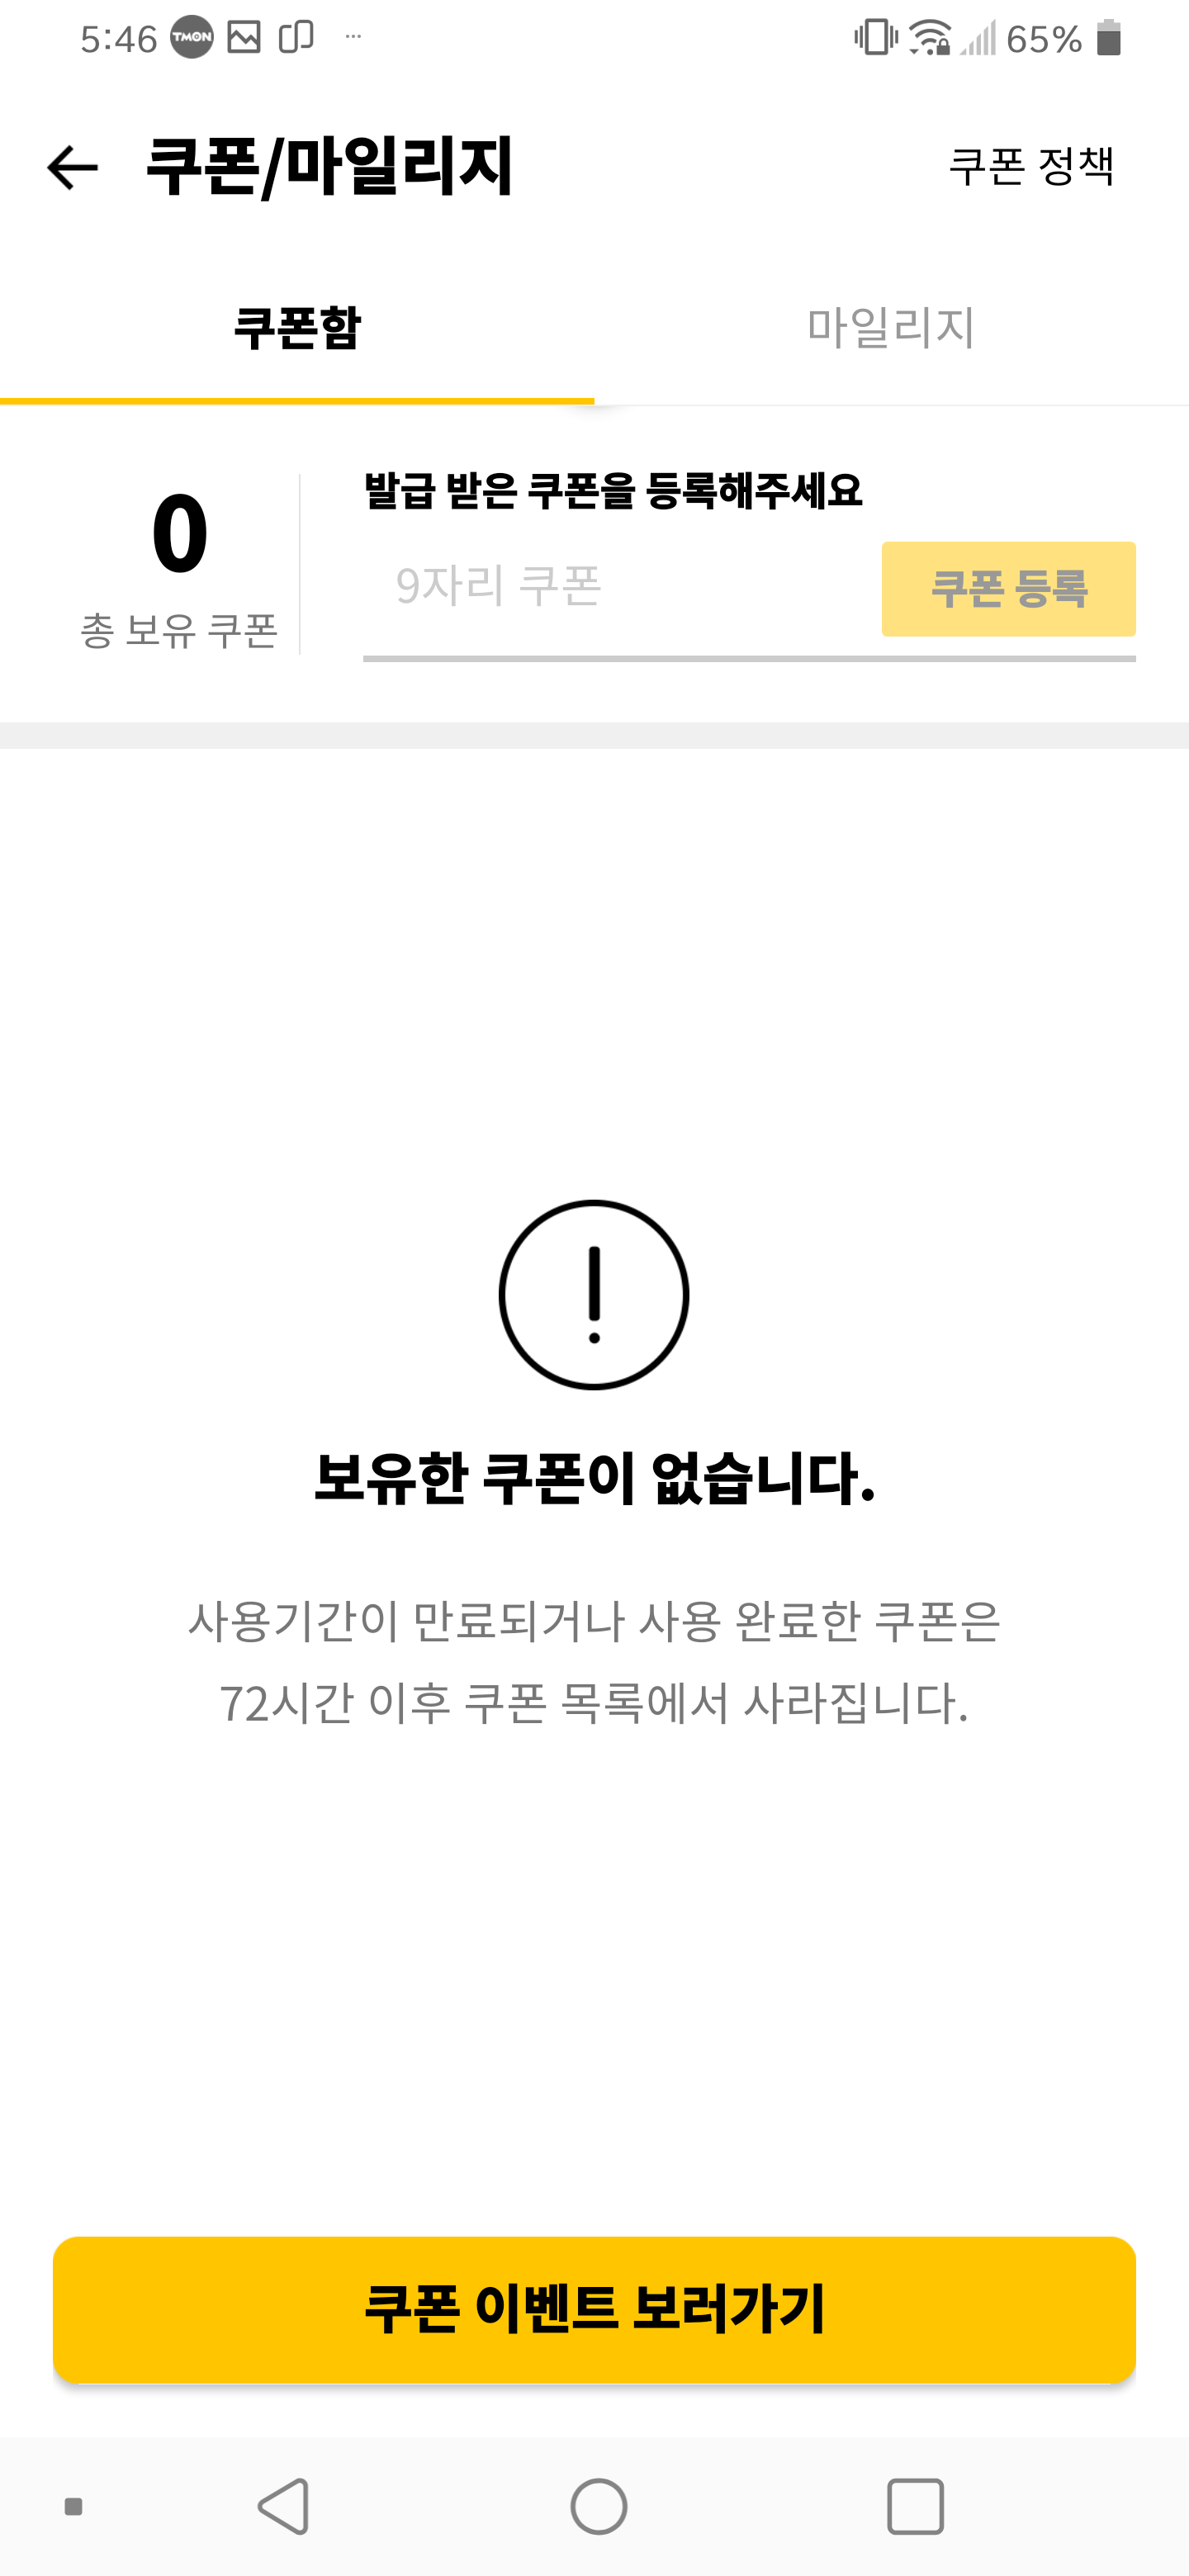 5:46 TMON ... 65%
쿠폰/마일리지 쿠폰 정책
쿠폰함 마일리지
발급 받은 쿠폰을 등록해주세요
0
9자리 쿠폰 쿠폰 등록
총 보유 쿠폰
보유한 쿠폰이 없습니다.
사용기간이 만료되거나 사용 완료한 쿠폰은
72시간 이후 쿠폰 목록에서 사라집니다.
쿠폰 이벤트 보러가기